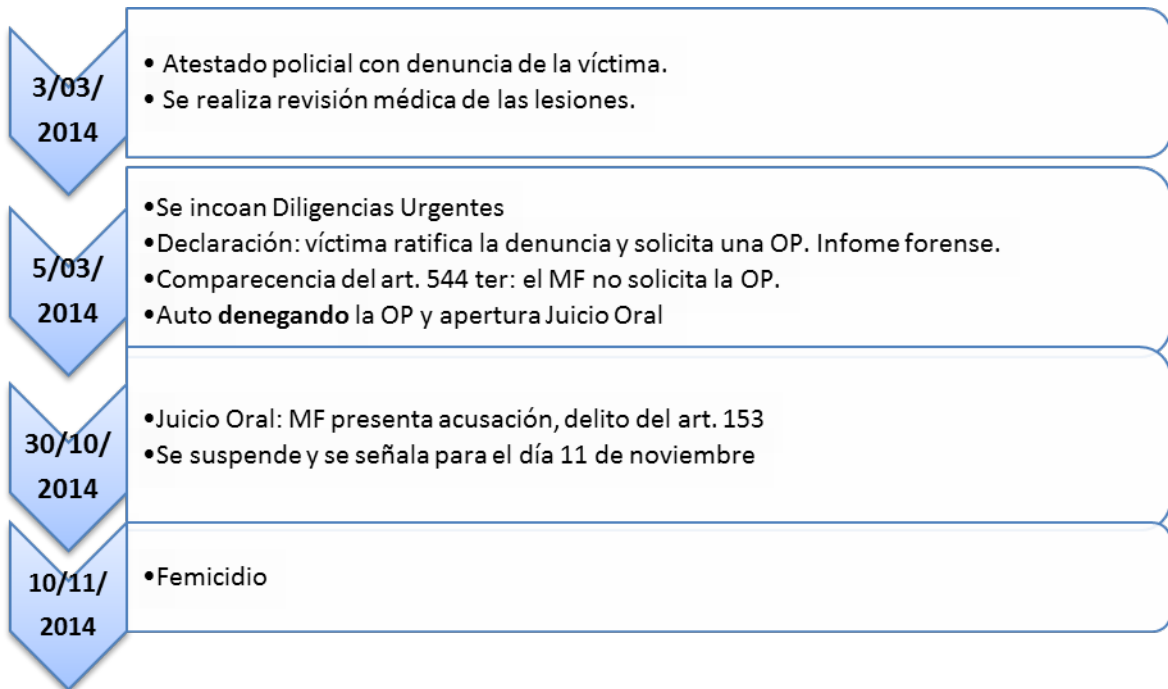 3/03/
2014
• Atestado policial con denuncia de la víctima.
• Se realiza revisión médica de las lesiones.
5/03/
2014
•Se incoan Diligencias Urgentes
•Declaración: víctima ratifica la denuncia y solicita una OP. Infome forense.
•Comparecencia del art. 544 ter: el MF no solicita la OP.
•Auto denegando la OP y apertura Juicio Oral
30/10/
2014
•Juicio Oral: MF presenta acusación, delito del art. 153
•Se suspende y se señala para el día 11 de noviembre
10/11/
2014
•Femicidio